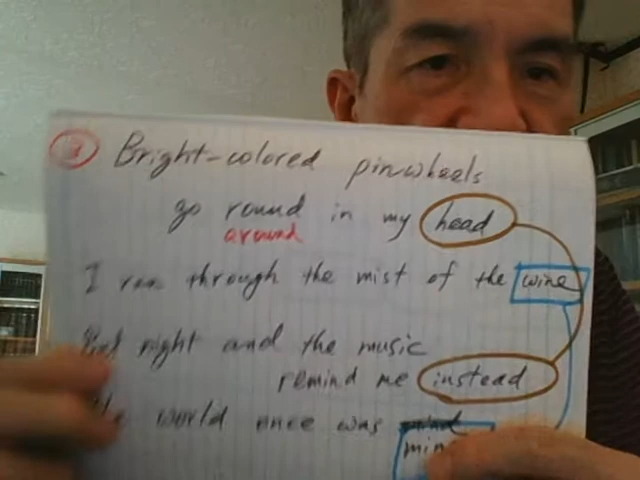 3
Bright-colored pinwheels
go round in my head
around
I ran through the mist of the wine
night and the music
remind me instead
world once was